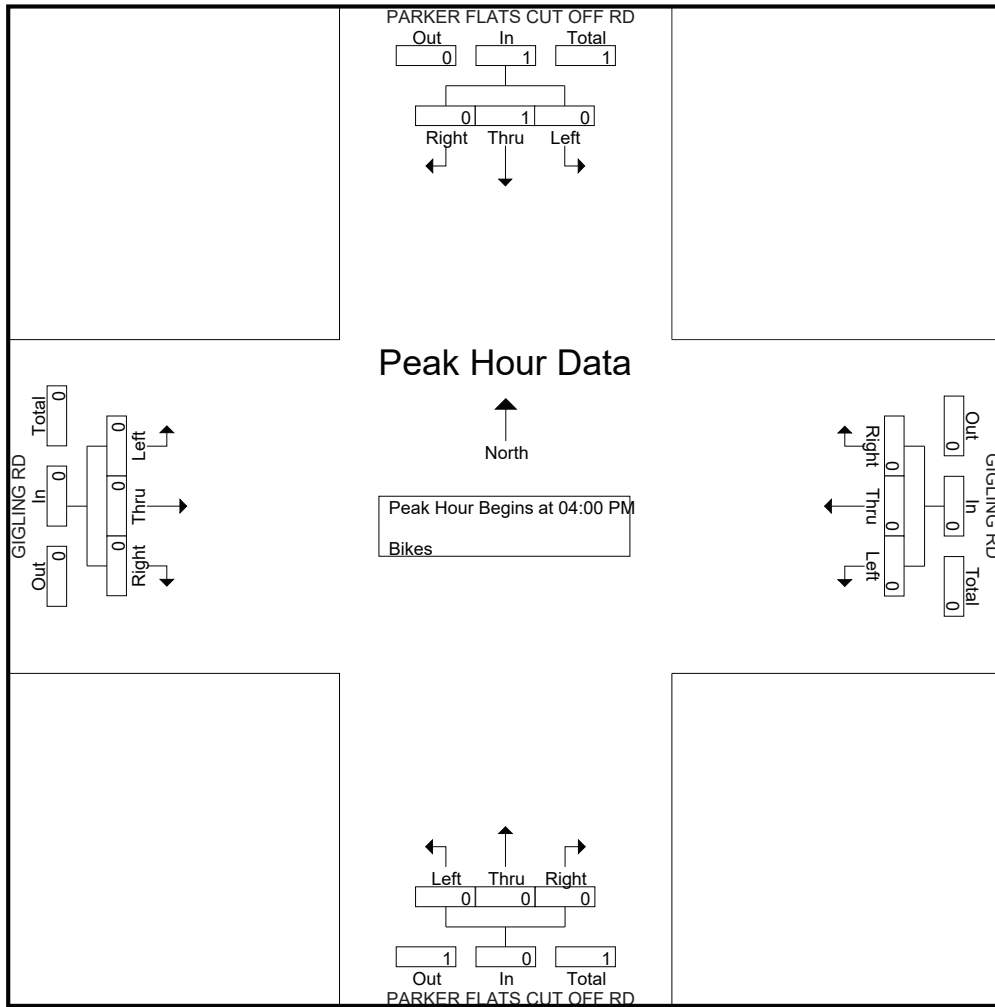 PARKER FLATS CUT OFF RD
Out In Total
0 1 1
0 1 0
Right Thru Left
Peak Hour Data
North
Peak Hour Begins at 04:00 PM
Bikes
GIGLING RD
Out In Total
0 0 0
Right Thru Left
0 0 0
GIGLING RD
Total In Out
0 0 0
Left Thru Right
0 0 0
Left Thru Right
0 0 0
1 0 1
Out In Total
PARKER FLATS CUT OFF RD